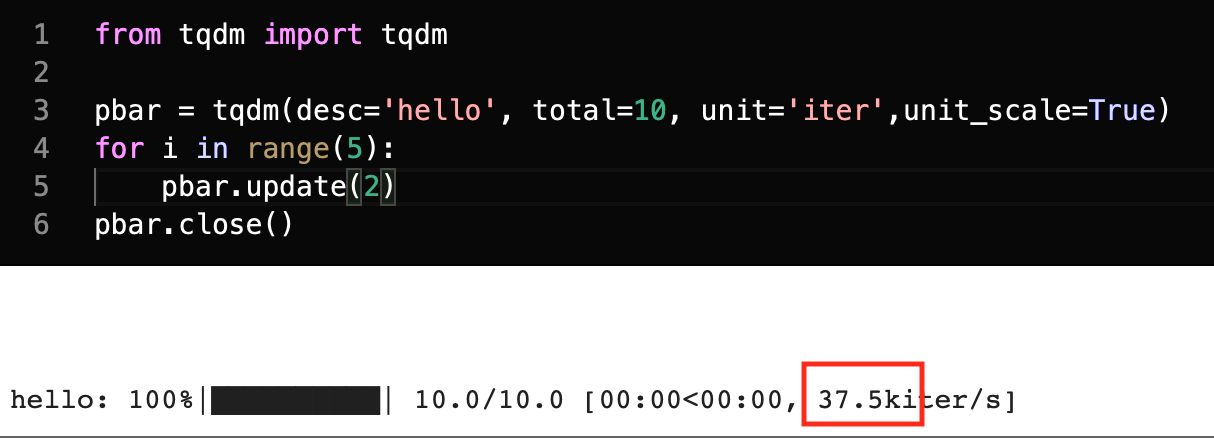 1 from tqdm import tqdm
2
3 pbar = tqdm(desc='hello', total=10, unit='iter',unit_scale=True)
4 for i in range(5):
5     pbar.update(2)
6 pbar.close()
hello: 100%|██████████| 10.0/10.0 [00:00<00:00, 37.5kiter/s]